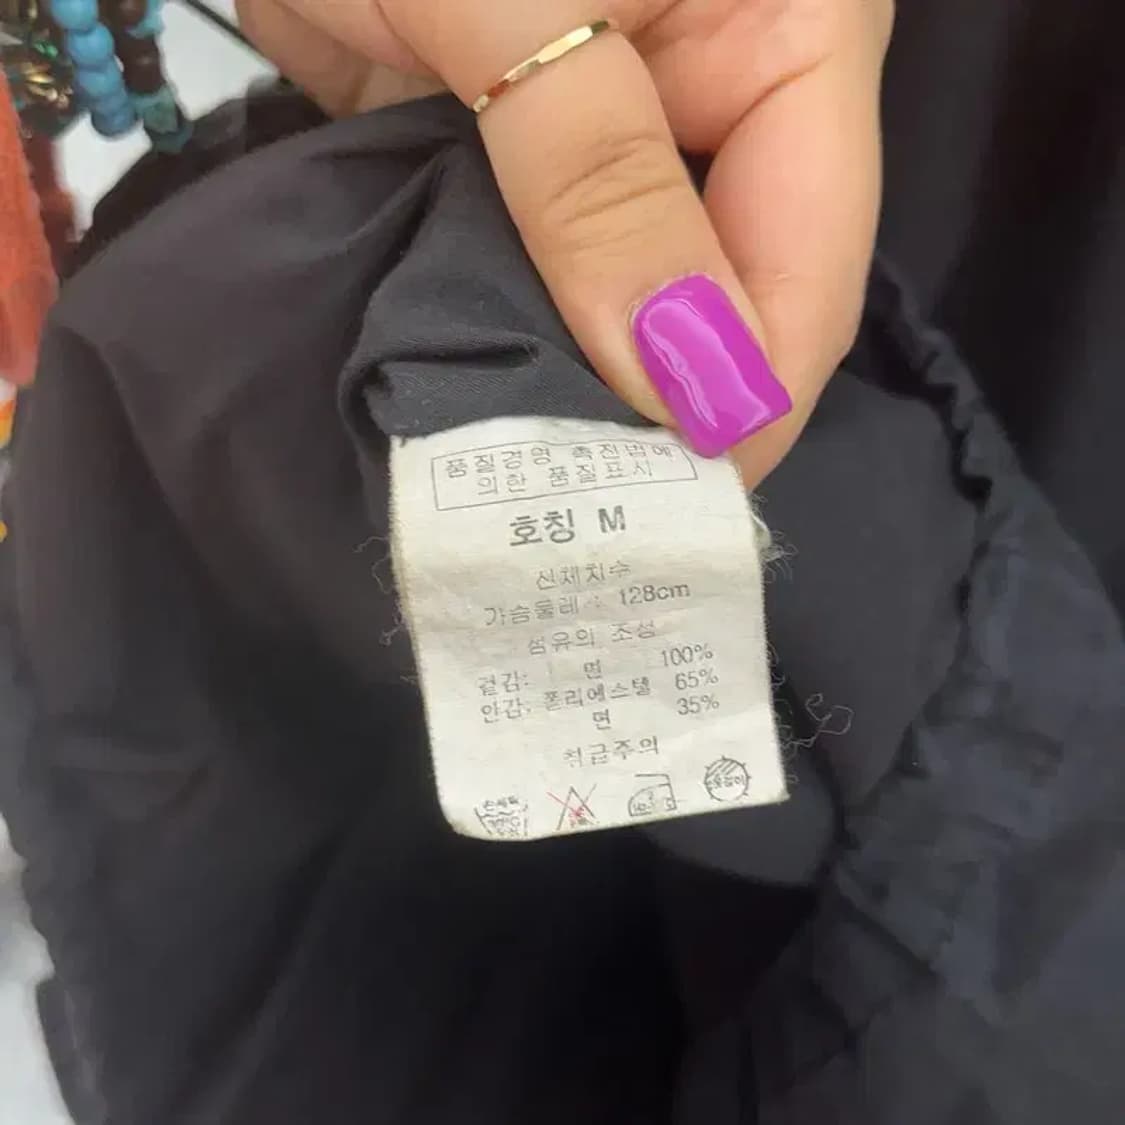 품질경영 촉진법에
의한 품질표시
호칭 M
신체치수
가슴둘레 : 128cm
섬유의 조성
겉감: 면 100%
안감: 폴리에스텔 65%
면 35%
취급주의